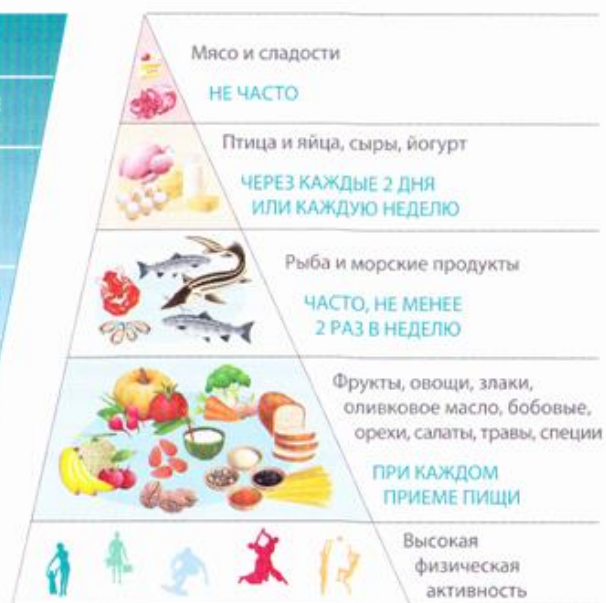 Мясо и сладости
НЕ ЧАСТО
Птица и яйца, сыры, йогурт
ЧЕРЕЗ КАЖДЫЕ 2 ДНЯ
ИЛИ КАЖДУЮ НЕДЕЛЮ
Рыба и морские продукты
ЧАСТО, НЕ МЕНЕЕ
2 РАЗ В НЕДЕЛЮ
Фрукты, овощи, злаки,
оливковое масло, бобовые,
орехи, салаты, травы, специи
ПРИ КАЖДОМ
ПРИЕМЕ ПИЩИ
Высокая
физическая
активность